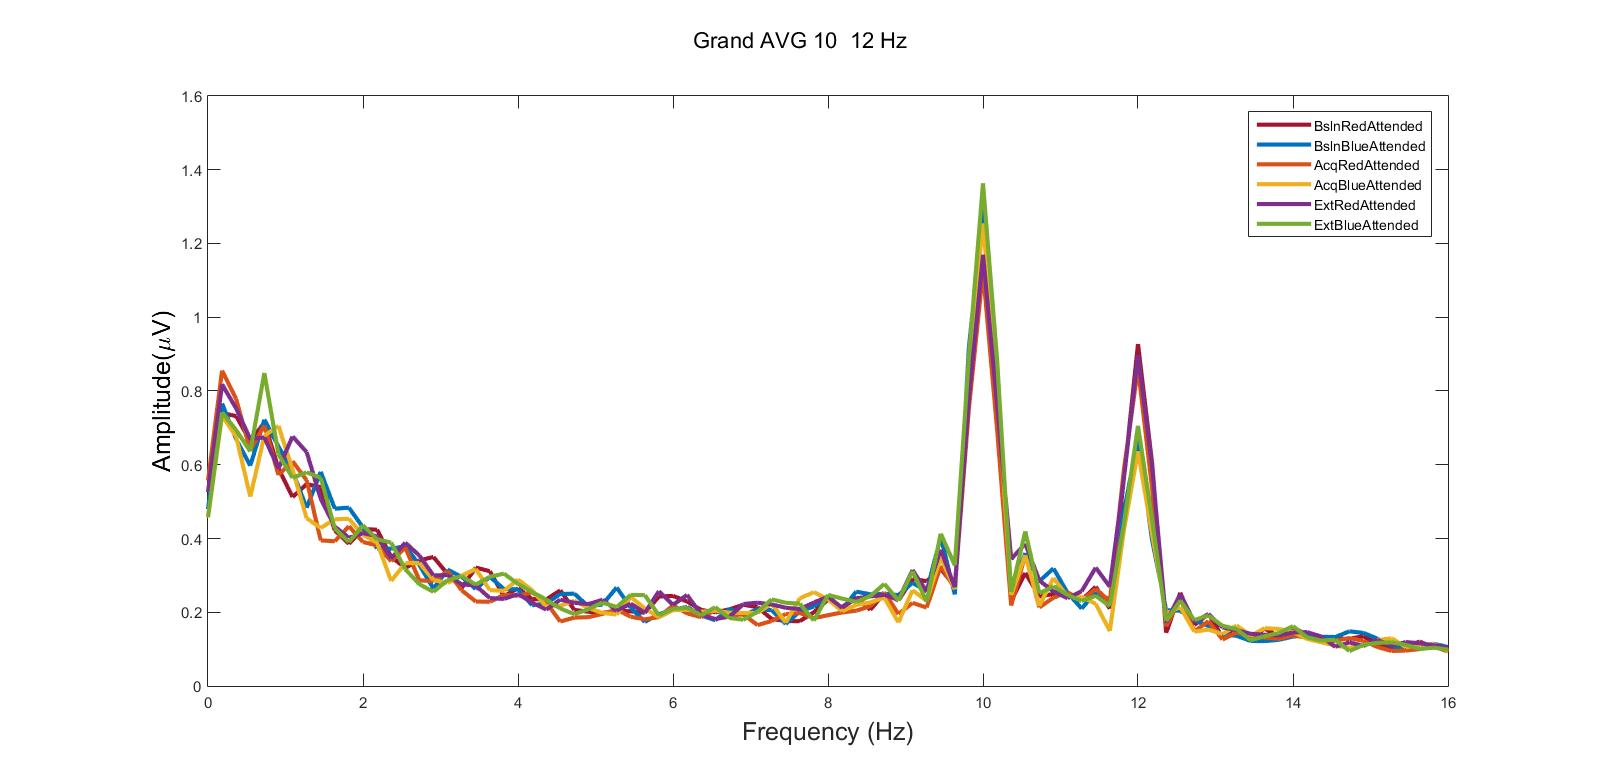 Grand AVG 10  12 Hz
1.6
1.4
1.2
1
0.8
0.6
0.4
0.2
0
Amplitude(μV)
BslnRedAttended
BslnBlueAttended
AcqRedAttended
AcqBlueAttended
ExtRedAttended
ExtBlueAttended
0 2 4 6 8 10 12 14 16
Frequency (Hz)